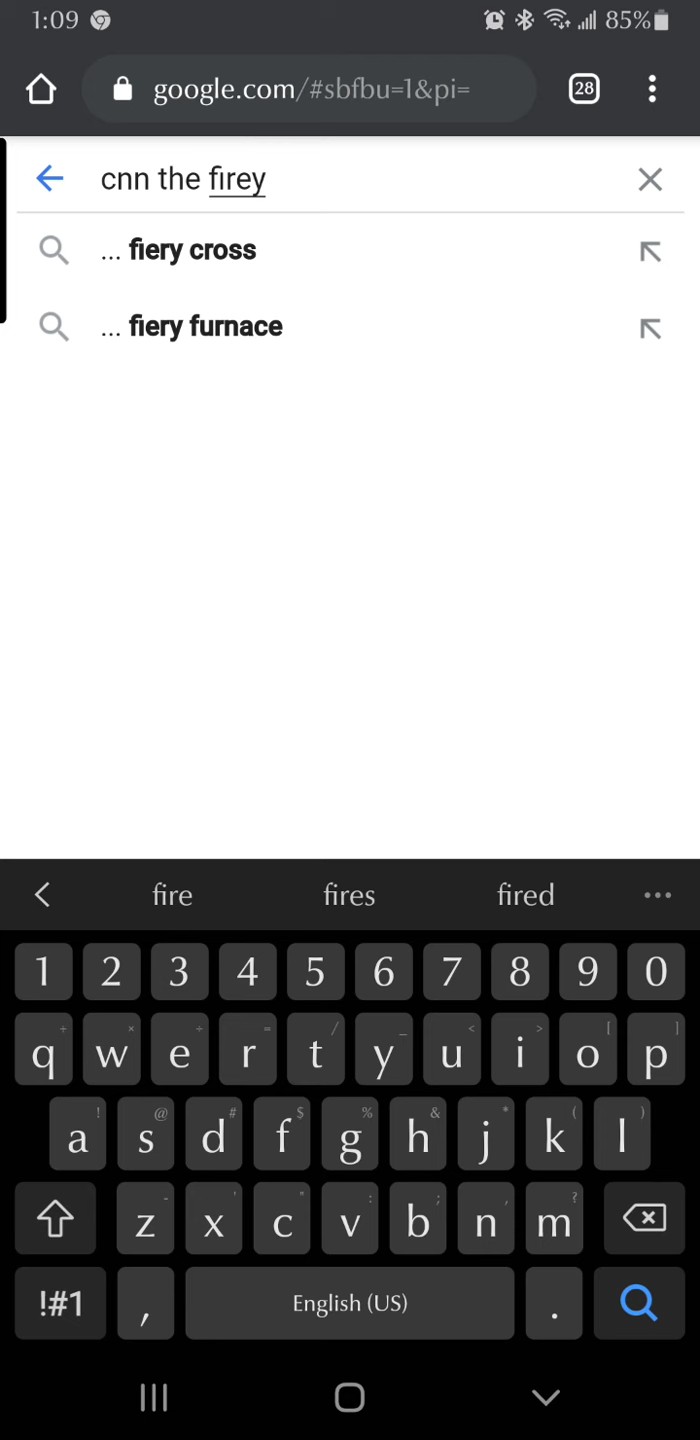 1:09 85%
google.com/#sbfbu=1&pi=
28
cnn the firey
... fiery cross
... fiery furnace
fire fires fired ...
1 2 3 4 5 6 7 8 9 0
+ × ÷ = / _ < > [ ]
q w e r t y u i o p
! @ # $ % & * ( )
a s d f g h j k l
- ' " : ; , ?
z x c v b n m
!#1 , English (US) .